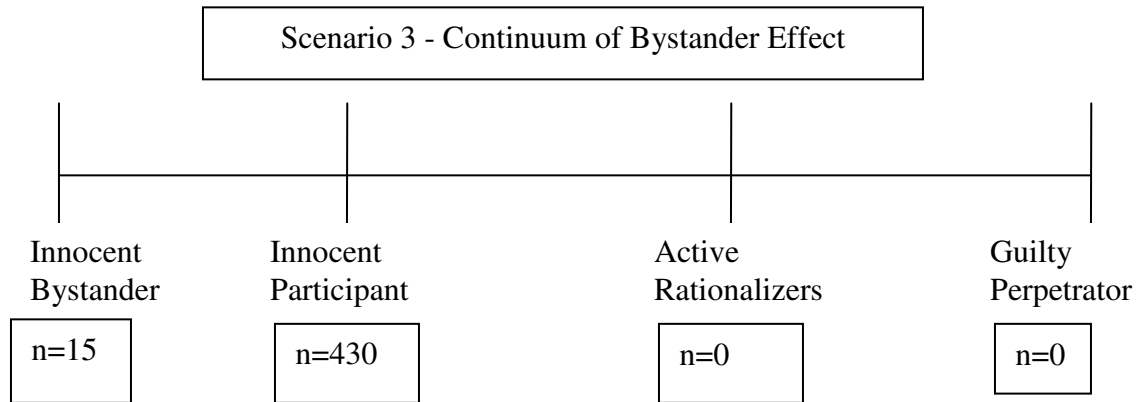 Scenario 3 - Continuum of Bystander Effect
Innocent
Bystander
n=15
Innocent
Participant
n=430
Active
Rationalizers
n=0
Guilty
Perpetrator
n=0